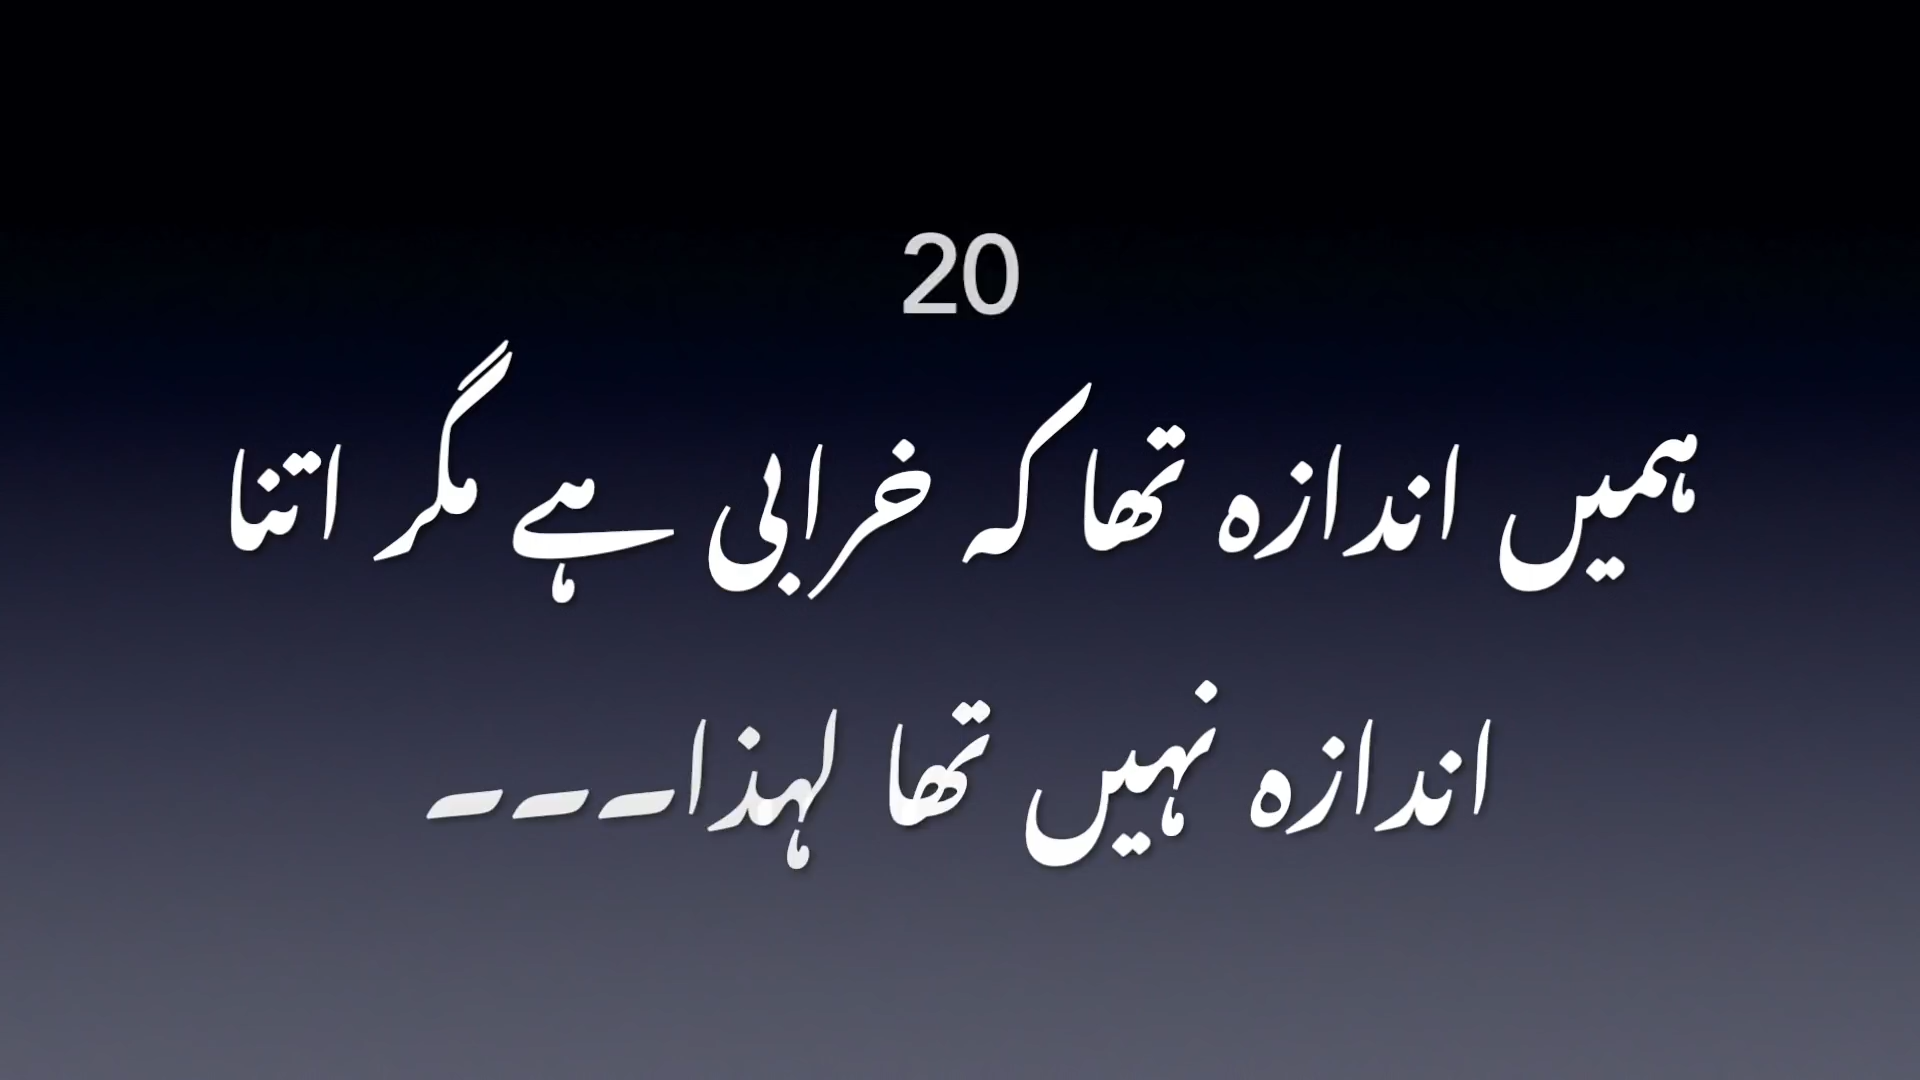 20
ہمیں اندازہ تھا کہ خرابی ہے مگر اتنا
اندازہ نہیں تھا لہذا۔۔۔